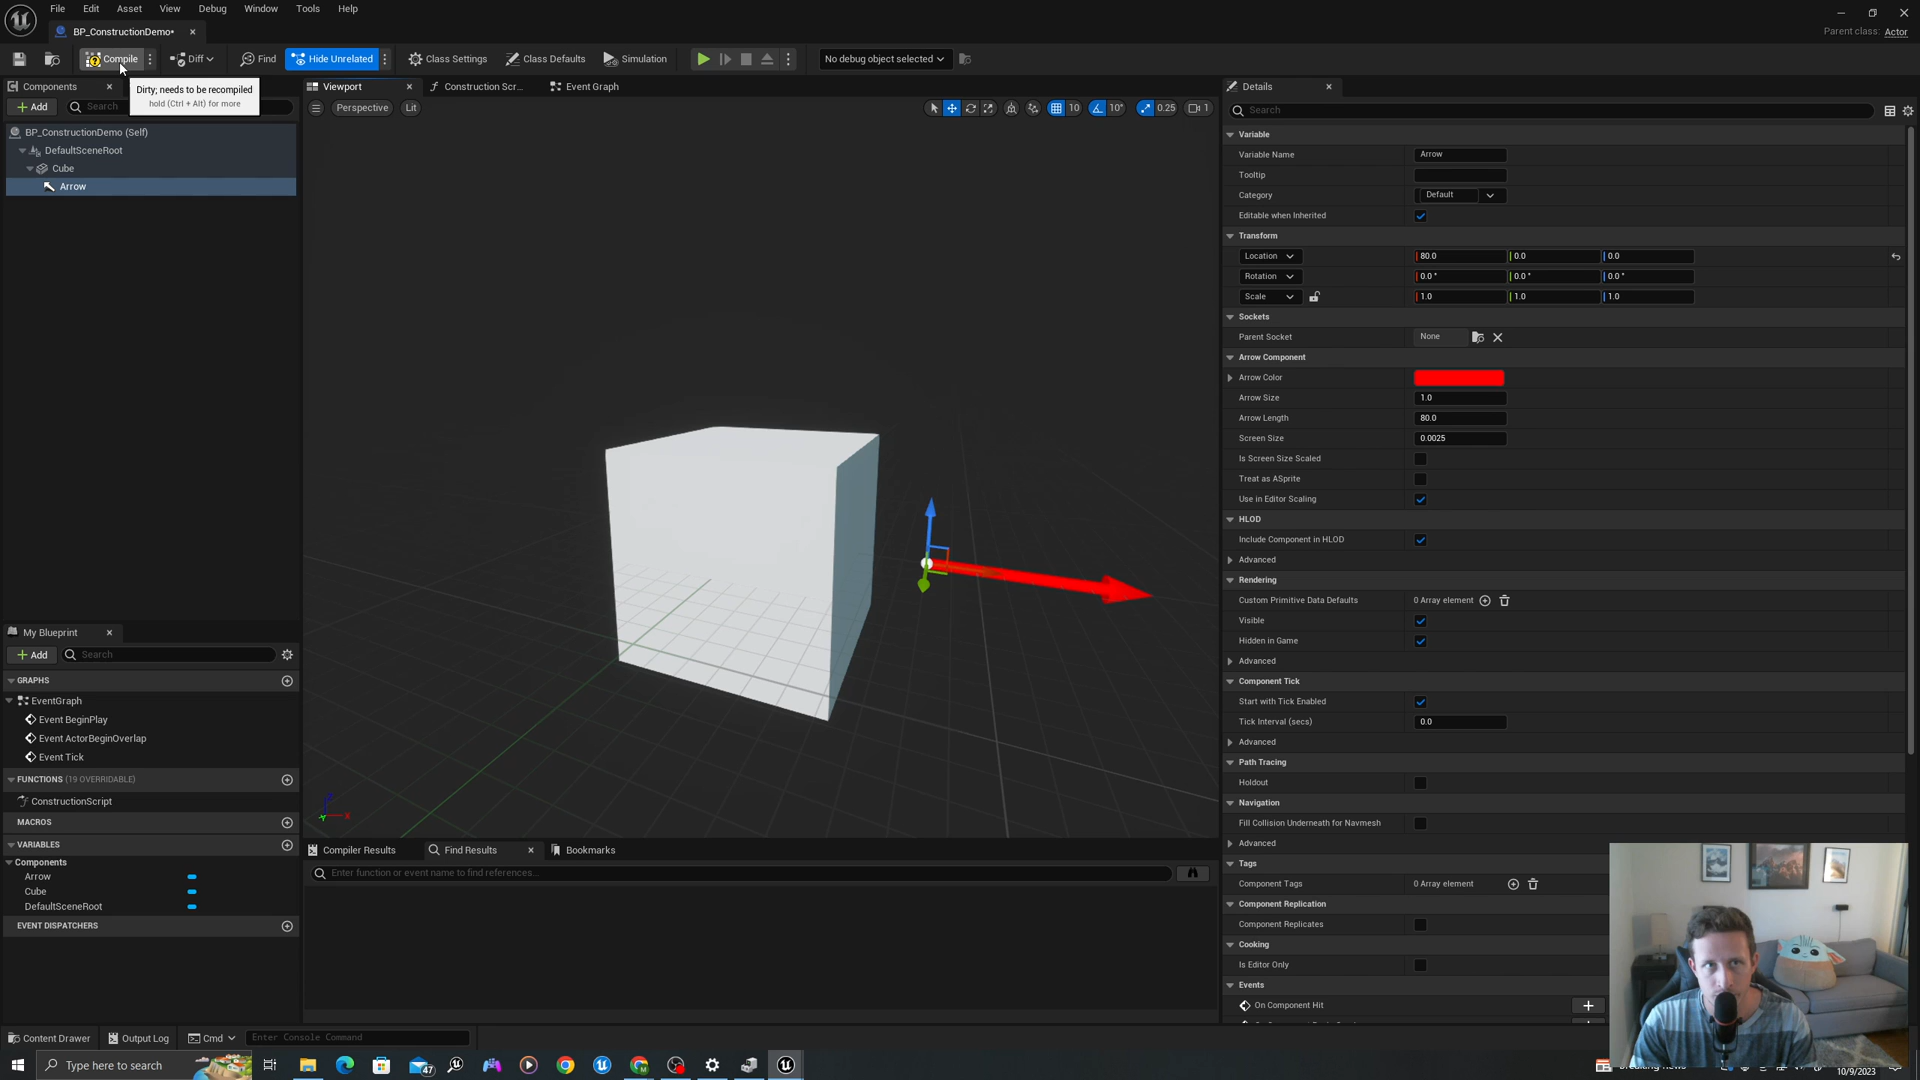 File Edit Asset View Debug Window Tools Help
BP_ConstructionDemo*
Parent class: Actor
Compile Diff Find Hide Unrelated Class Settings Class Defaults Simulation No debug object selected
Dirty; needs to be recompiled
hold (Ctrl + Alt) for more
Components
Add Search
BP_ConstructionDemo (Self)
DefaultSceneRoot
Cube
Arrow
Viewport Construction Scr... Event Graph
Perspective Lit 10 10° 0.25 1
My Blueprint
Add Search
GRAPHS
EventGraph
Event BeginPlay
Event ActorBeginOverlap
Event Tick
FUNCTIONS (19 OVERRIDABLE)
ConstructionScript
MACROS
VARIABLES
Components
Arrow
Cube
DefaultSceneRoot
EVENT DISPATCHERS
Compiler Results Find Results Bookmarks
Enter function or event name to find references...
Details
Search
Variable
Variable Name Arrow
Tooltip
Category Default
Editable when Inherited
Transform
Location 80.0 0.0 0.0
Rotation 0.0 ° 0.0 ° 0.0 °
Scale 1.0 1.0 1.0
Sockets
Parent Socket None
Arrow Component
Arrow Color
Arrow Size 1.0
Arrow Length 80.0
Screen Size 0.0025
Is Screen Size Scaled
Treat as ASprite
Use in Editor Scaling
HLOD
Include Component in HLOD
Advanced
Rendering
Custom Primitive Data Defaults 0 Array element
Visible
Hidden in Game
Advanced
Component Tick
Start with Tick Enabled
Tick Interval (secs) 0.0
Advanced
Path Tracing
Holdout
Navigation
Fill Collision Underneath for Navmesh
Advanced
Tags
Component Tags 0 Array element
Component Replication
Component Replicates
Cooking
Is Editor Only
Events
On Component Hit
Content Drawer Output Log Cmd Enter Console Command
Type here to search
47
10/9/2023